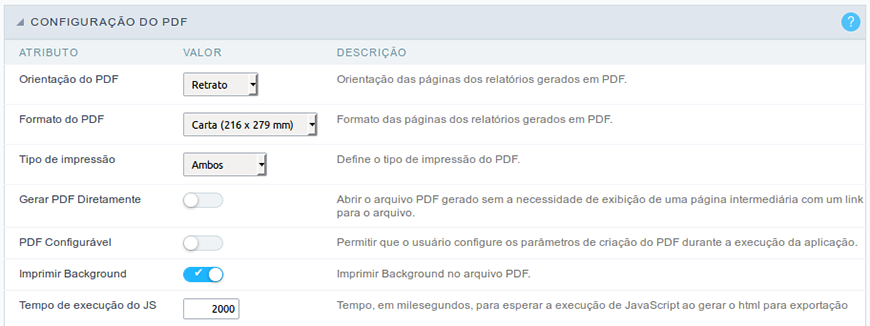 CONFIGURAÇÃO DO PDF
?
ATRIBUTO VALOR DESCRIÇÃO
Orientação do PDF Retrato Orientação das páginas dos relatórios gerados em PDF.
Formato do PDF Carta (216 x 279 mm) Formato das páginas dos relatórios gerados em PDF.
Tipo de impressão Ambos Define o tipo de impressão do PDF.
Gerar PDF Diretamente Abrir o arquivo PDF gerado sem a necessidade de exibição de uma página intermediária com um link
para o arquivo.
PDF Configurável Permitir que o usuário configure os parâmetros de criação do PDF durante a execução da aplicação.
Imprimir Background Imprimir Background no arquivo PDF.
Tempo de execução do JS 2000 Tempo, em milesegundos, para esperar a execução de JavaScript ao gerar o html para exportação